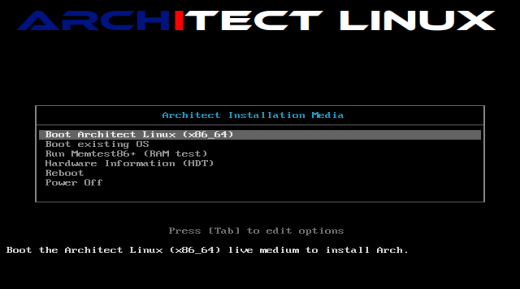 ARCHITECT LINUX
Architect Installation Media
Boot Architect Linux (x86_64)
Boot existing OS
Run Memtest86+ (RAM test)
Hardware Information (HDT)
Reboot
Power Off
Press [Tab] to edit options
Boot the Architect Linux (x86_64) live medium to install Arch.